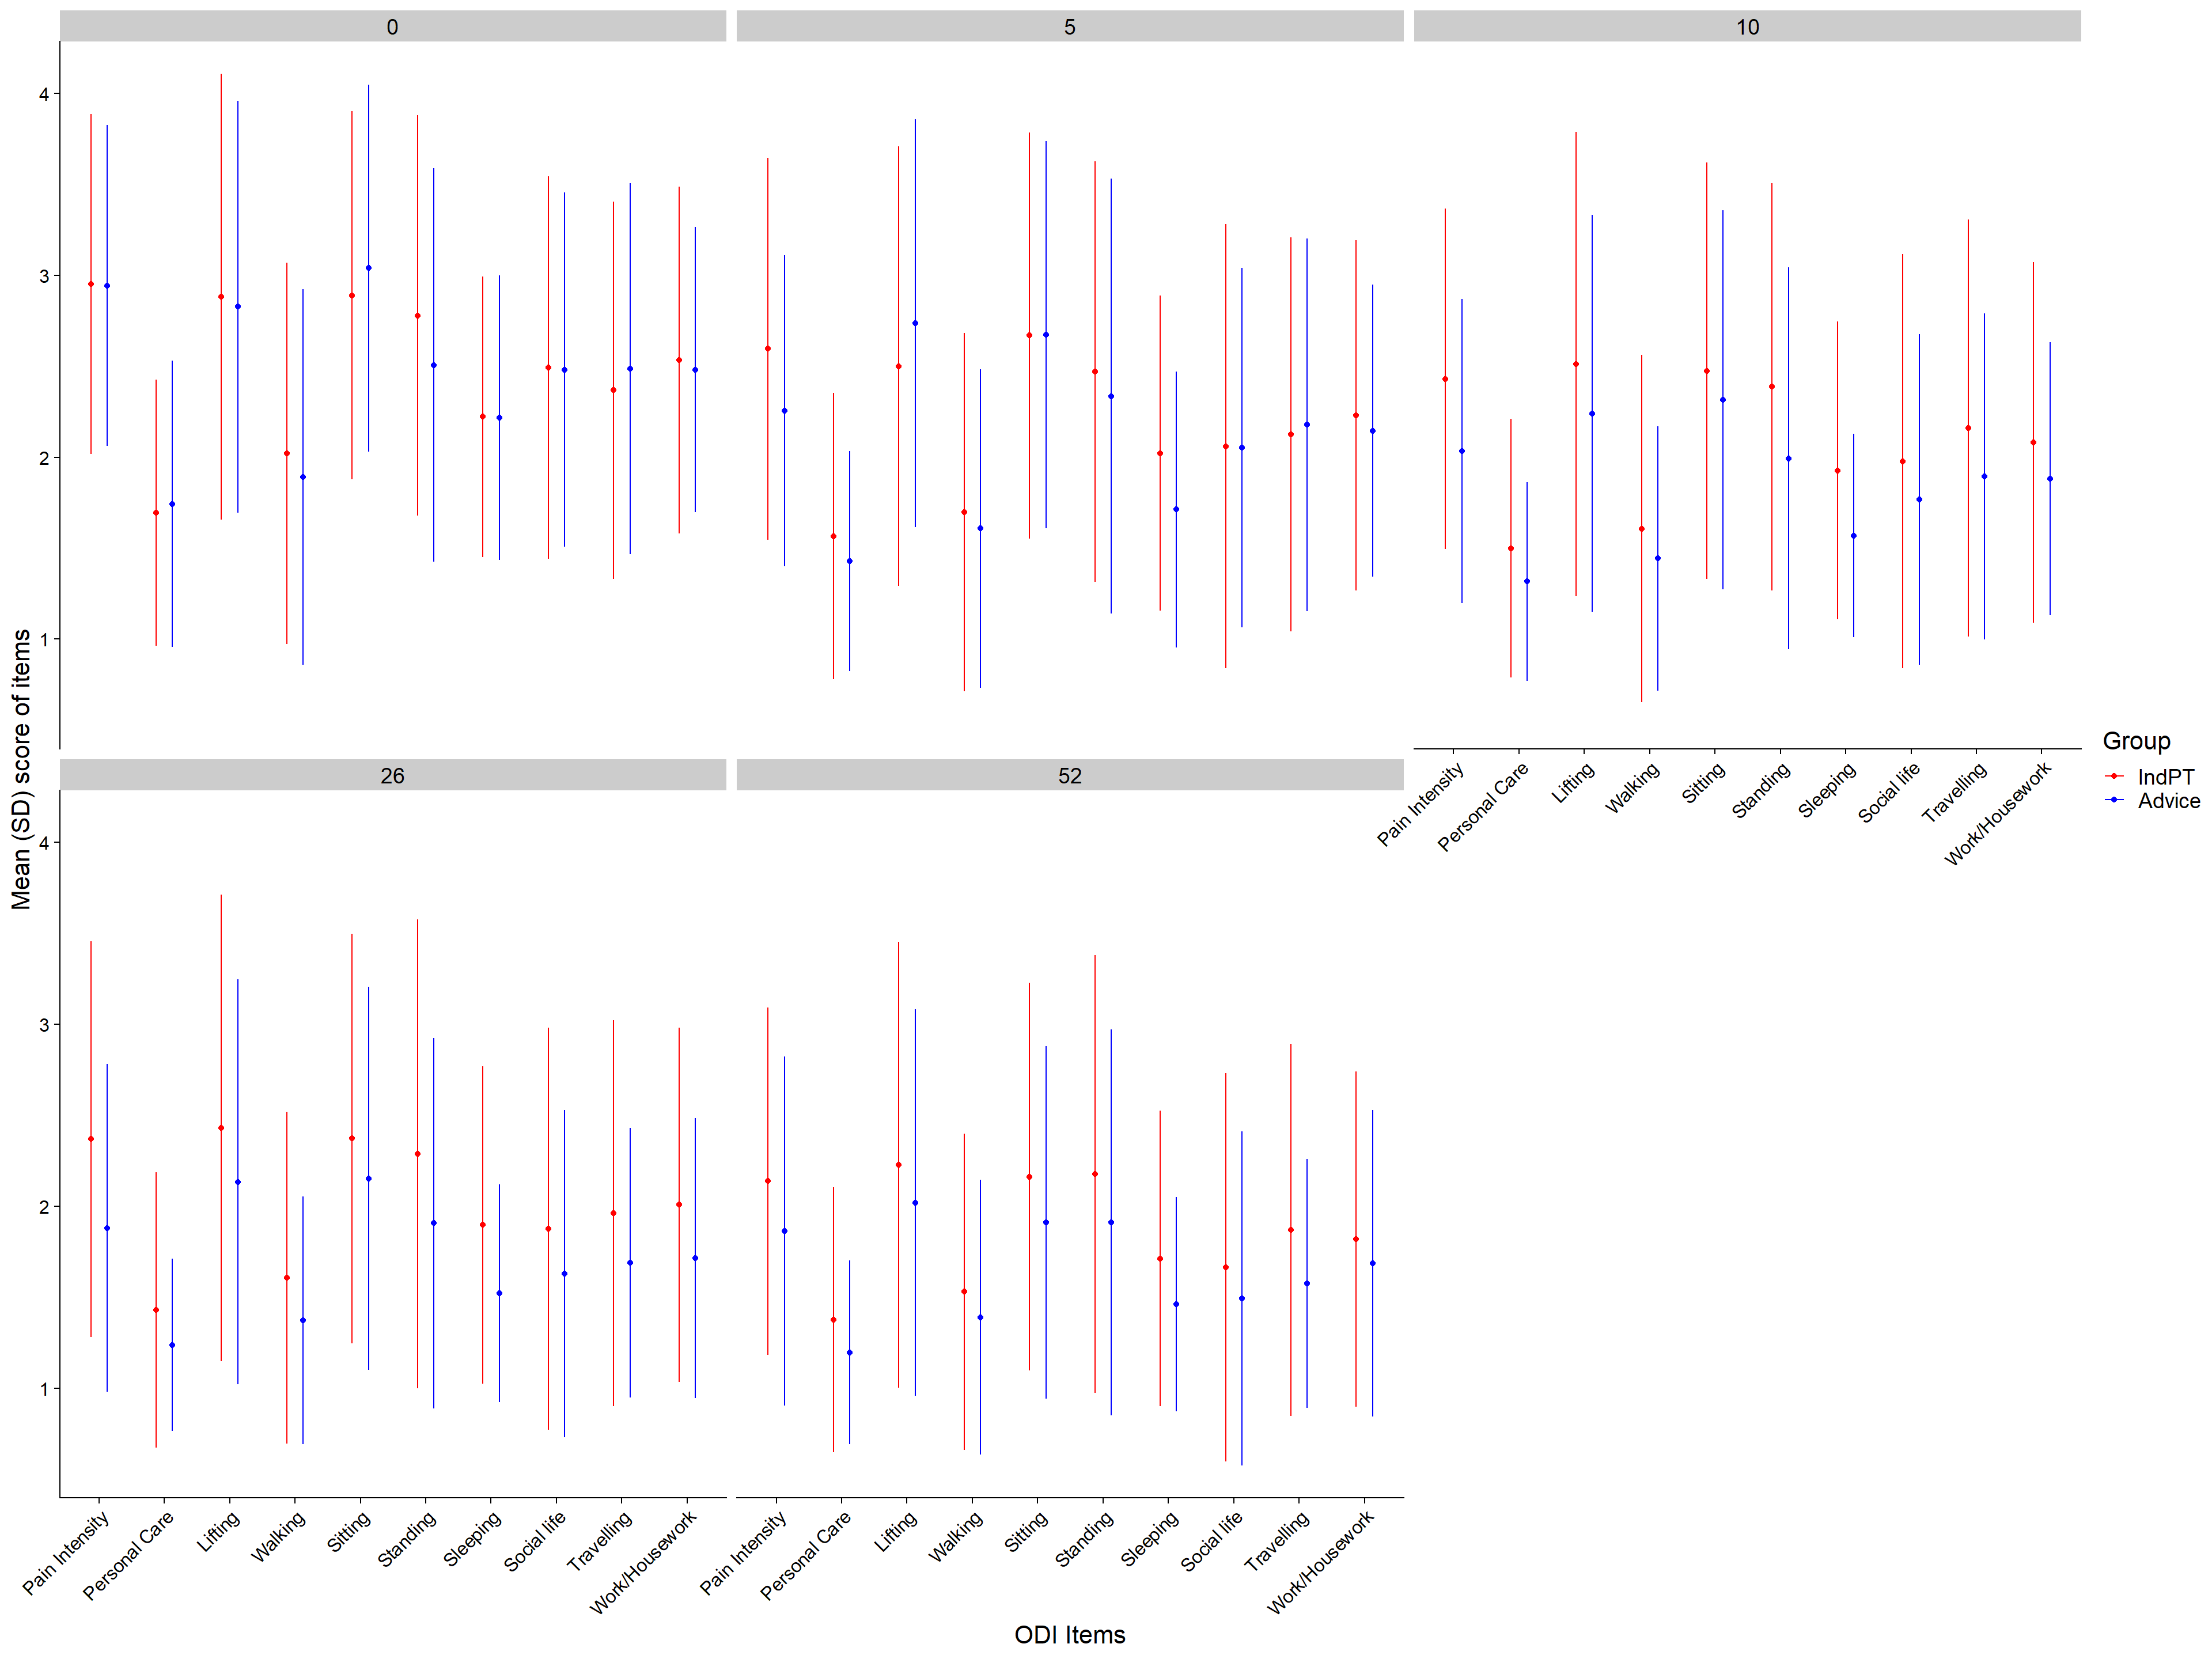 0
5
10
4
3
2
1
Mean (SD) score of items
Pain Intensity
Personal Care
Lifting
Walking
Sitting
Standing
Sleeping
Social life
Travelling
Work/Housework
Group
IndPT
Advice
26
52
4
3
2
1
Pain Intensity
Personal Care
Lifting
Walking
Sitting
Standing
Sleeping
Social life
Travelling
Work/Housework
Pain Intensity
Personal Care
Lifting
Walking
Sitting
Standing
Sleeping
Social life
Travelling
Work/Housework
ODI Items